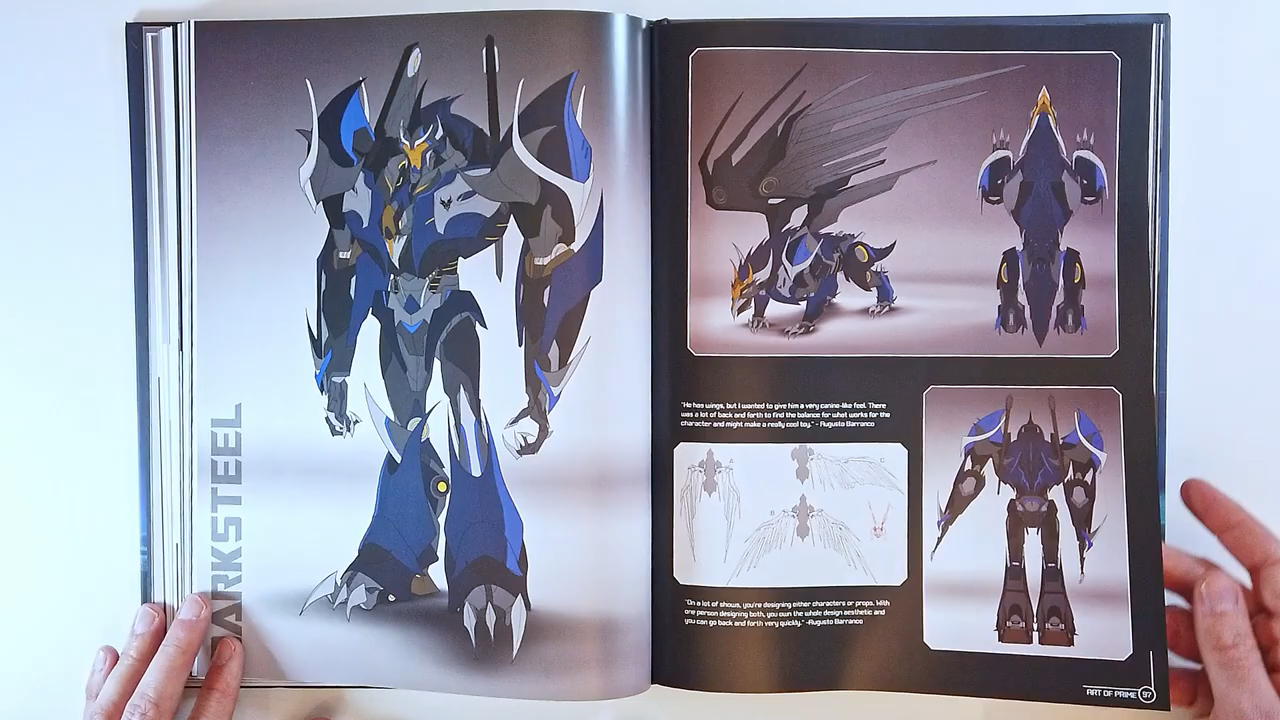 DARKSTEEL
"He has wings, but I wanted to give him a very canine-like feel. There
was a lot of back and forth to find the balance for what works for the
character and might make a really cool toy." - Augusto Barranco
A
C
B
"On a lot of shows, you're designing either characters or props. With
one person designing both, you own the whole design aesthetic and
you can go back and forth very quickly." -Augusto Barranco
ART OF PRIME 97